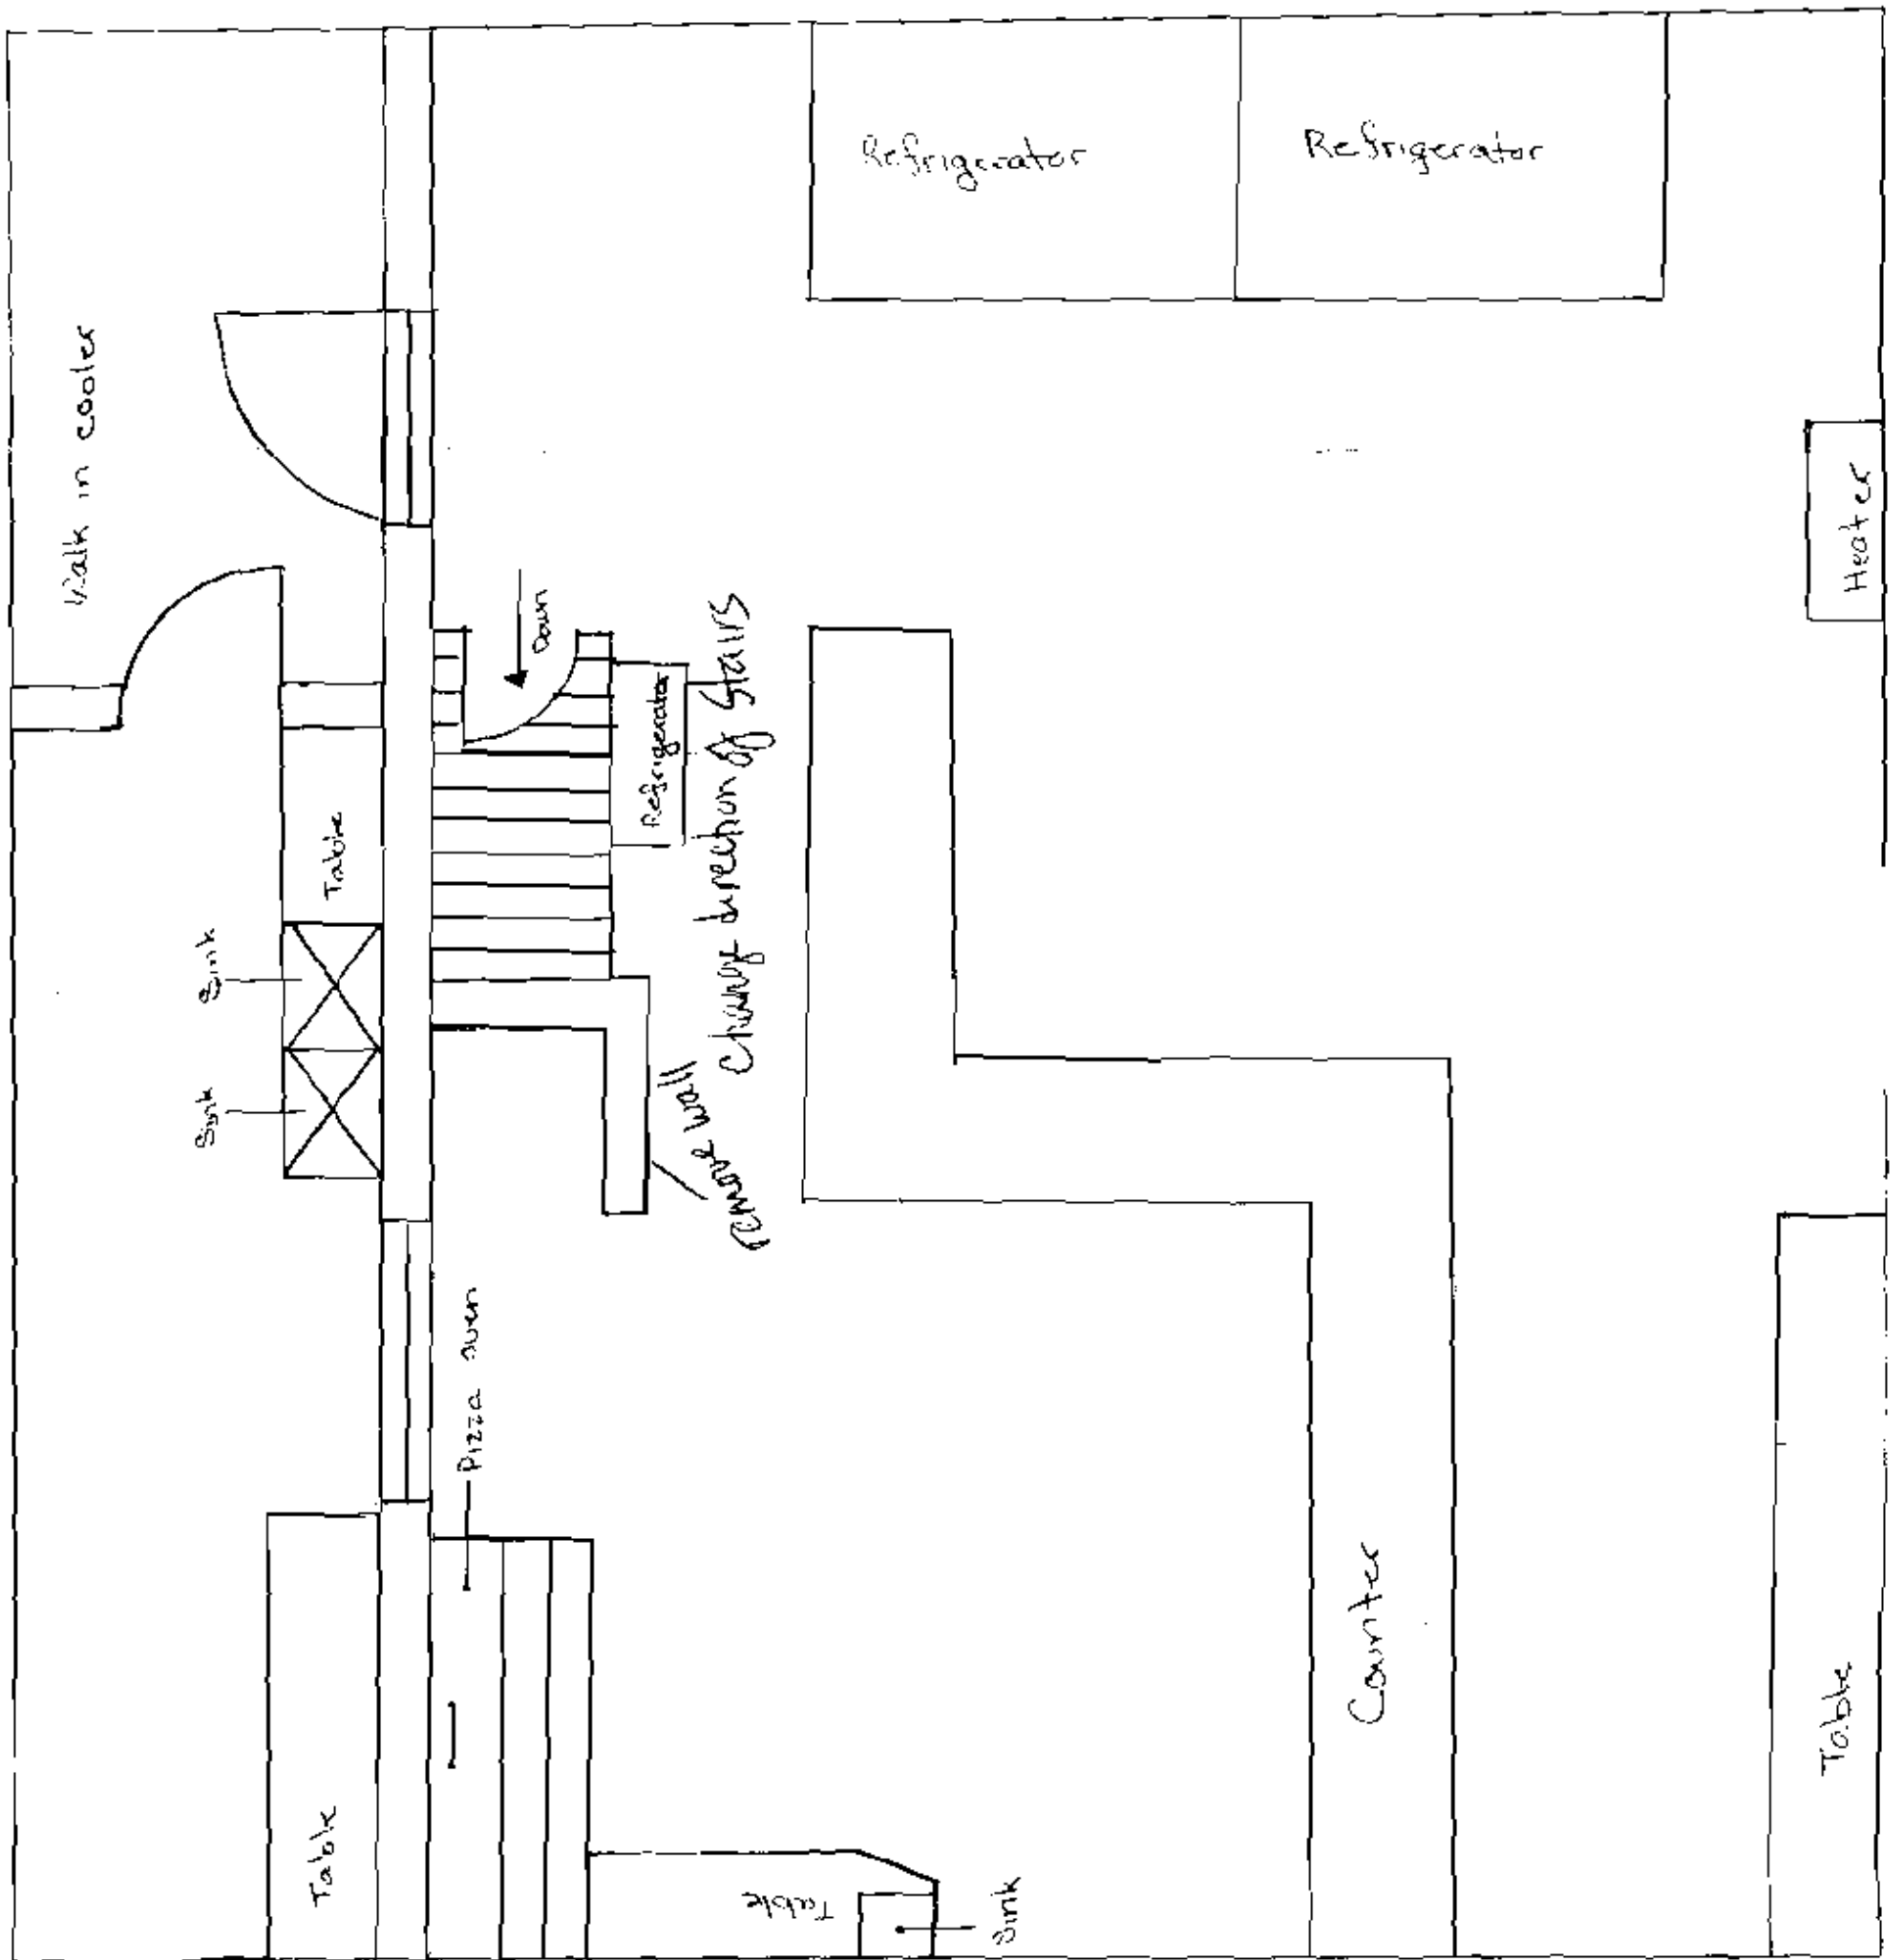 Refrigerator
Refrigerator
Walk in cooler
Heater
Down
Refrigerator
change direction of stairs
Table
Sink
Sink
remove wall
Pizza oven
Counter
Table
Table
Table
Sink